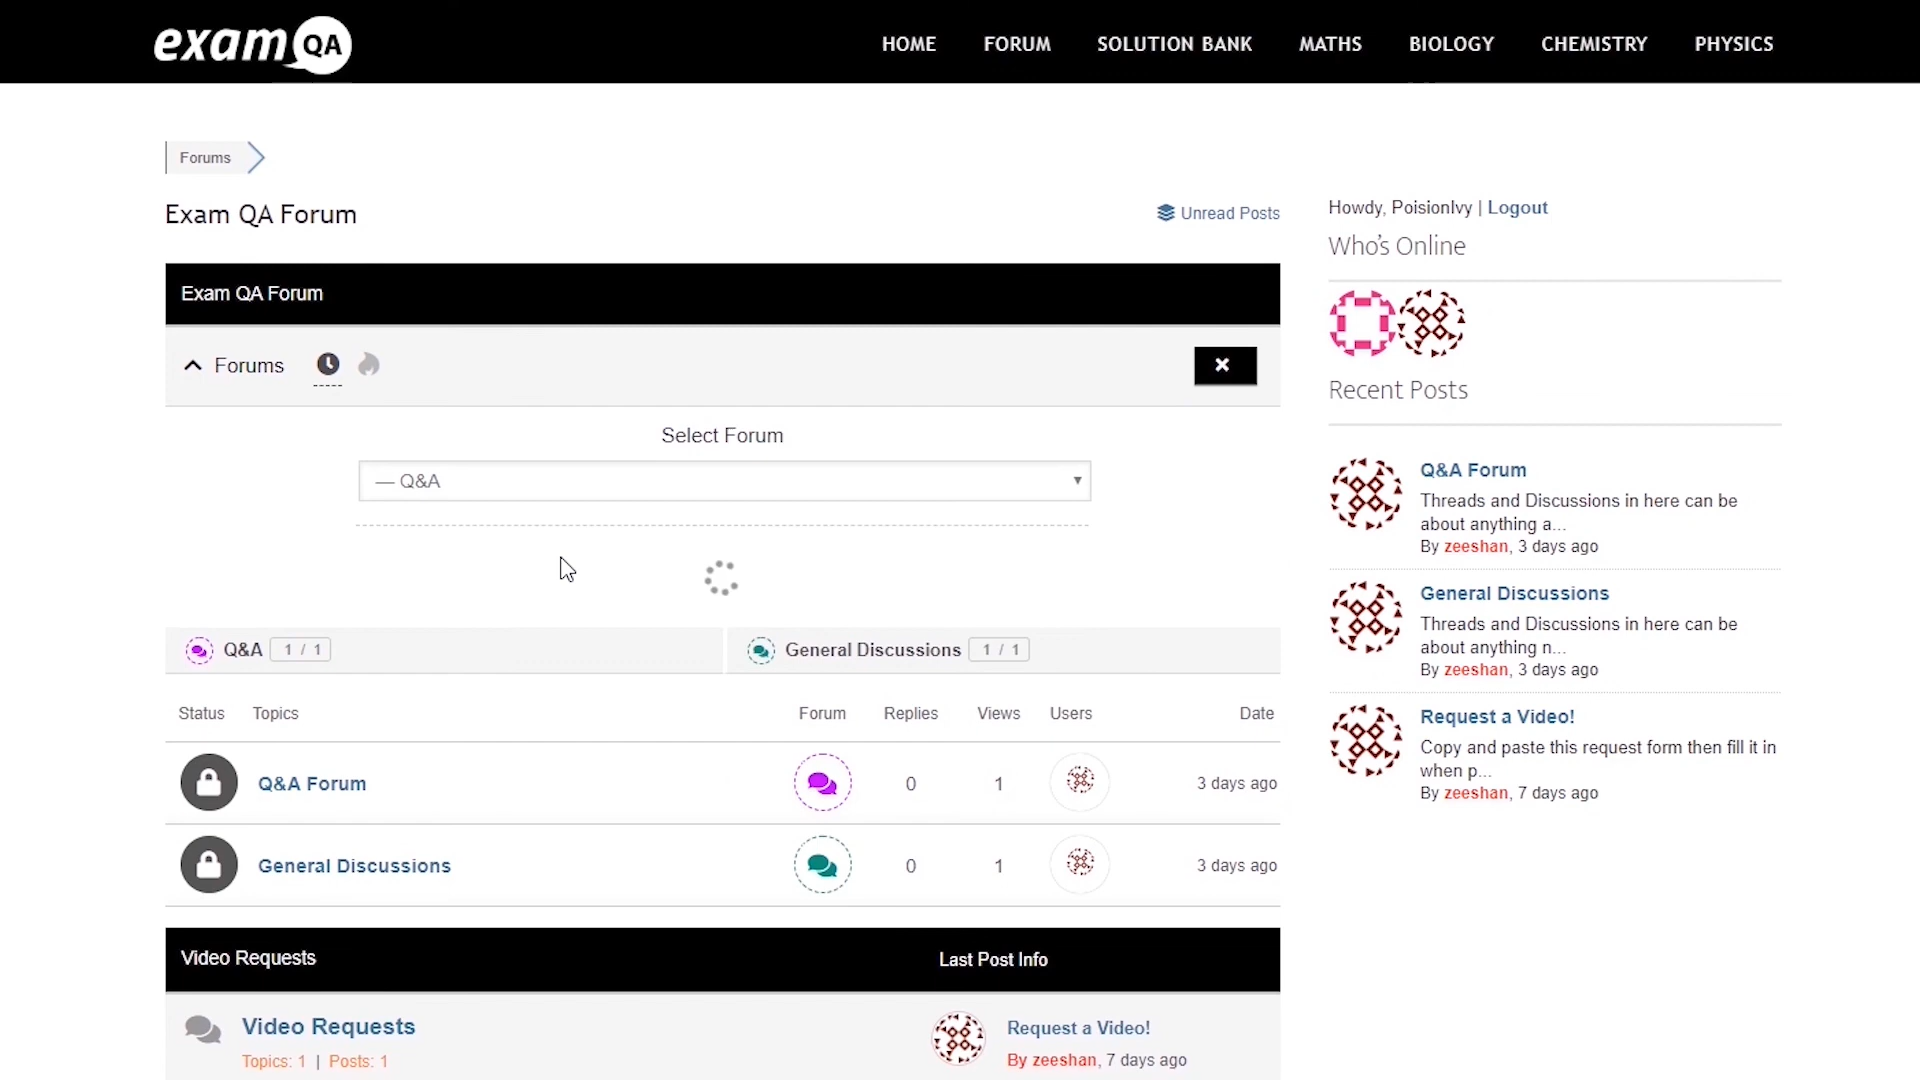 exam QA
HOME FORUM SOLUTION BANK MATHS BIOLOGY CHEMISTRY PHYSICS
Forums
Exam QA Forum
Unread Posts
Exam QA Forum
Forums
Select Forum
— Q&A
Q&A 1 / 1
General Discussions 1 / 1
Status Topics Forum Replies Views Users Date
Q&A Forum 0 1 3 days ago
General Discussions 0 1 3 days ago
Video Requests Last Post Info
Video Requests
Topics: 1 | Posts: 1
Request a Video!
By zeeshan, 7 days ago
Howdy, PoisionIvy | Logout
Who's Online
Recent Posts
Q&A Forum
Threads and Discussions in here can be
about anything a...
By zeeshan, 3 days ago
General Discussions
Threads and Discussions in here can be
about anything n...
By zeeshan, 3 days ago
Request a Video!
Copy and paste this request form then fill it in
when p...
By zeeshan, 7 days ago